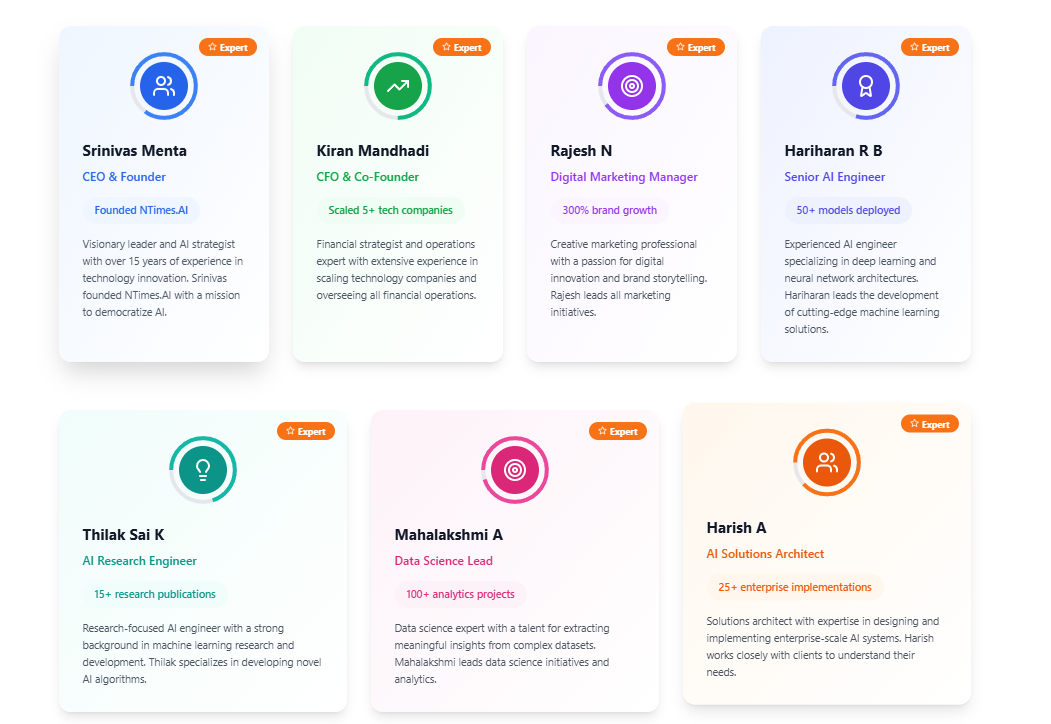 Expert
Srinivas Menta
CEO & Founder
Founded NTimes.AI
Visionary leader and AI strategist
with over 15 years of experience in
technology innovation. Srinivas
founded NTimes.AI with a mission
to democratize AI.
Expert
Kiran Mandhadi
CFO & Co-Founder
Scaled 5+ tech companies
Financial strategist and operations
expert with extensive experience in
scaling technology companies and
overseeing all financial operations.
Expert
Rajesh N
Digital Marketing Manager
300% brand growth
Creative marketing professional
with a passion for digital
innovation and brand storytelling.
Rajesh leads all marketing
initiatives.
Expert
Hariharan R B
Senior AI Engineer
50+ models deployed
Experienced AI engineer
specializing in deep learning and
neural network architectures.
Hariharan leads the development
of cutting-edge machine learning
solutions.
Expert
Thilak Sai K
AI Research Engineer
15+ research publications
Research-focused AI engineer with a strong
background in machine learning research and
development. Thilak specializes in developing novel
AI algorithms.
Expert
Mahalakshmi A
Data Science Lead
100+ analytics projects
Data science expert with a talent for extracting
meaningful insights from complex datasets.
Mahalakshmi leads data science initiatives and
analytics.
Expert
Harish A
AI Solutions Architect
25+ enterprise implementations
Solutions architect with expertise in designing and
implementing enterprise-scale AI systems. Harish
works closely with clients to understand their
needs.